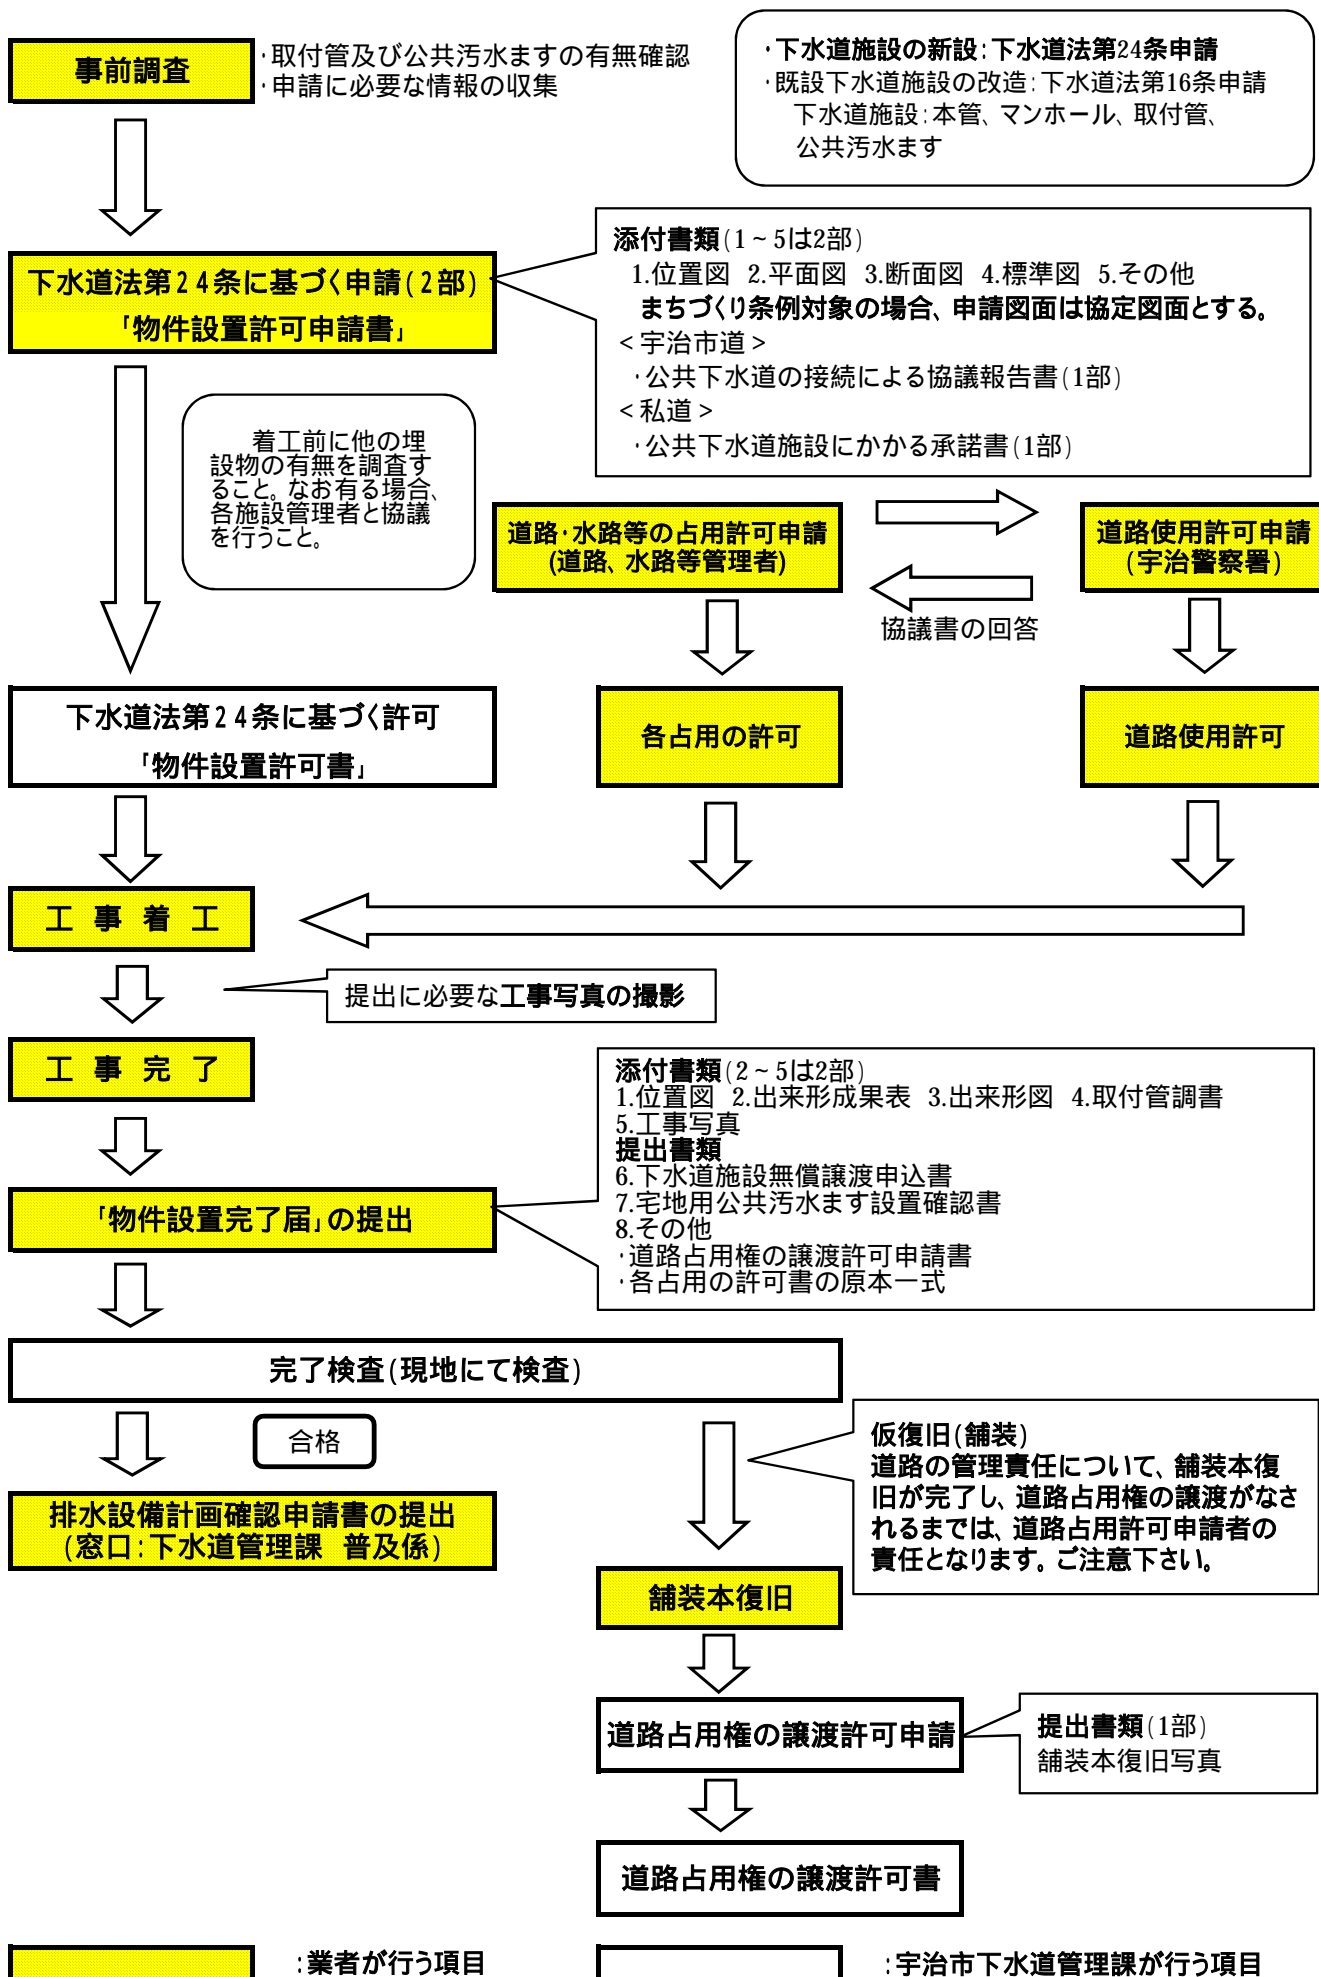 事前調査
・取付管及び公共汚水ますの有無確認
・申請に必要な情報の収集
・下水道施設の新設:下水道法第24条申請
・既設下水道施設の改造:下水道法第16条申請
下水道施設:本管、マンホール、取付管、
公共汚水ます
下水道法第24条に基づく申請(2部)
「物件設置許可申請書」
添付書類(1~5は2部)
1.位置図 2.平面図 3.断面図 4.標準図 5.その他
まちづくり条例対象の場合、申請図面は協定図面とする。
<宇治市道>
・公共下水道の接続による協議報告書(1部)
<私道>
・公共下水道施設にかかる承諾書(1部)
着工前に他の埋
設物の有無を調査す
ること。なお有る場合、
各施設管理者と協議
を行うこと。
道路・水路等の占用許可申請
(道路、水路等管理者)
道路使用許可申請
(宇治警察署)
協議書の回答
下水道法第24条に基づく許可
「物件設置許可書」
各占用の許可
道路使用許可
工 事 着 工
提出に必要な工事写真の撮影
工 事 完 了
添付書類(2~5は2部)
1.位置図 2.出来形成果表 3.出来形図 4.取付管調書
5.工事写真
提出書類
6.下水道施設無償譲渡申込書
7.宅地用公共汚水ます設置確認書
8.その他
・道路占用権の譲渡許可申請書
・各占用の許可書の原本一式
「物件設置完了届」の提出
完了検査(現地にて検査)
合格
仮復旧(舗装)
道路の管理責任について、舗装本復
旧が完了し、道路占用権の譲渡がなさ
れるまでは、道路占用許可申請者の
責任となります。ご注意下さい。
排水設備計画確認申請書の提出
(窓口:下水道管理課 普及係)
舗装本復旧
道路占用権の譲渡許可申請
提出書類(1部)
舗装本復旧写真
道路占用権の譲渡許可書
:業者が行う項目
:宇治市下水道管理課が行う項目